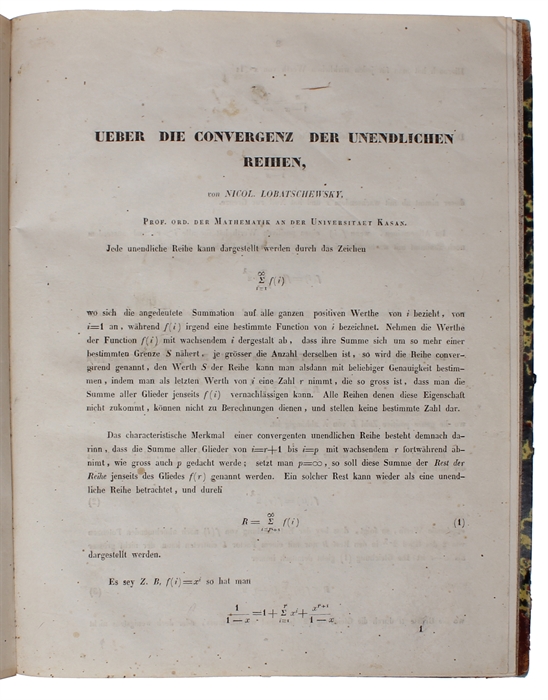 UEBER DIE CONVERGENZ DER UNENDLICHEN
REIHEN,
von NICOL. LOBATSCHEWSKY,
Prof. ord. der Mathematik an der Universitaet Kasan.
Jede unendliche Reihe kann dargestellt werden durch das Zeichen
∞
Σ f(i)
i=1
wo sich die angedeutete Summation auf alle ganzen positiven Werthe von i bezieht, von
i=1 an, während f(i) irgend eine bestimmte Function von i bezeichnet. Nehmen die Werthe
der Function f(i) mit wachsendem i dergestalt ab, dass ihre Summe sich um so mehr einer
bestimmten Grenze S nähert, je grösser die Anzahl derselben ist, so wird die Reihe conver-
girend genannt, den Werth S der Reihe kann man alsdann mit beliebiger Genauigkeit bestim-
men, indem man als letzten Werth von i eine Zahl r nimmt, die so gross ist, dass man die
Summe aller Glieder jenseits f(i) vernachlässigen kann. Alle Reihen denen diese Eigenschaft
nicht zukommt, können nicht zu Berechnungen dienen, und stellen keine bestimmte Zahl dar.
Das characteristische Merkmal einer convergenten unendlichen Reihe besteht demnach da-
rinn, dass die Summe aller Glieder von i=r+1 bis i=p mit wachsendem r fortwährend ab-
nimmt, wie gross auch p gedacht werde; setzt man p=∞, so soll diese Summe der Rest der
Reihe jenseits des Gliedes f(r) genannt werden. Ein solcher Rest kann wieder als eine unend-
liche Reihe betrachtet, und durch
∞
R = Σ f(i) (1)
i=r+1
dargestellt werden.
Es sey Z. B, f(i)=xⁱ so hat man
1 r xʳ⁺¹
—— =1+ Σ xⁱ+ ——
1—x i=1 1—x
1